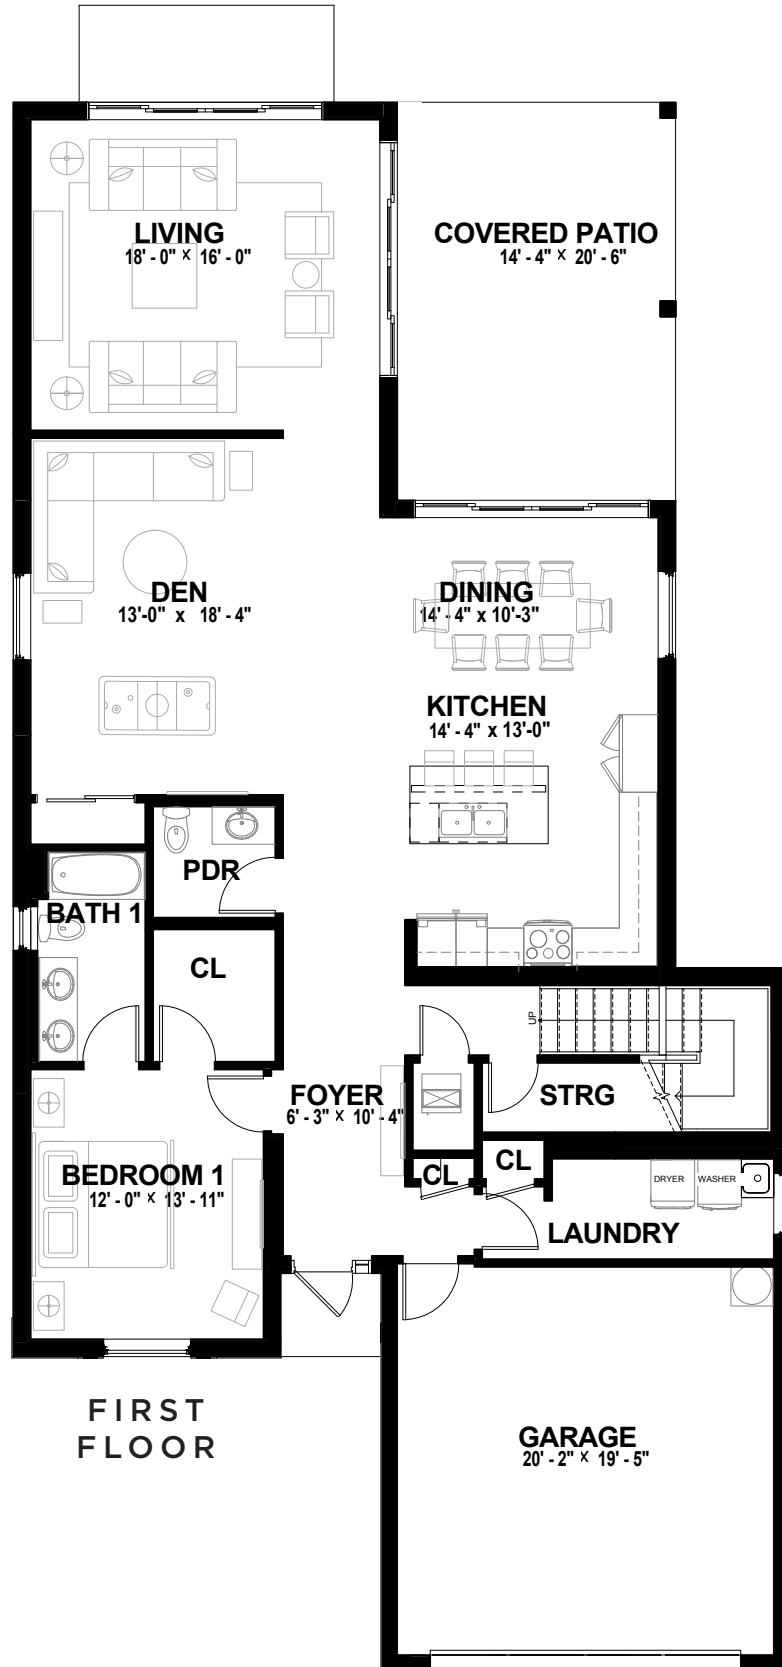 LIVING
18' - 0" × 16' - 0"
COVERED PATIO
14' - 4" × 20' - 6"
DEN
13'-0" x 18' - 4"
DINING
14' - 4" x 10'-3"
KITCHEN
14' - 4" x 13'-0"
PDR
BATH 1
CL
UP
FOYER
6' - 3" × 10' - 4"
STRG
CL
CL
BEDROOM 1
12' - 0" × 13' - 11"
DRYER
WASHER
LAUNDRY
FIRST
FLOOR
GARAGE
20' - 2" × 19' - 5"